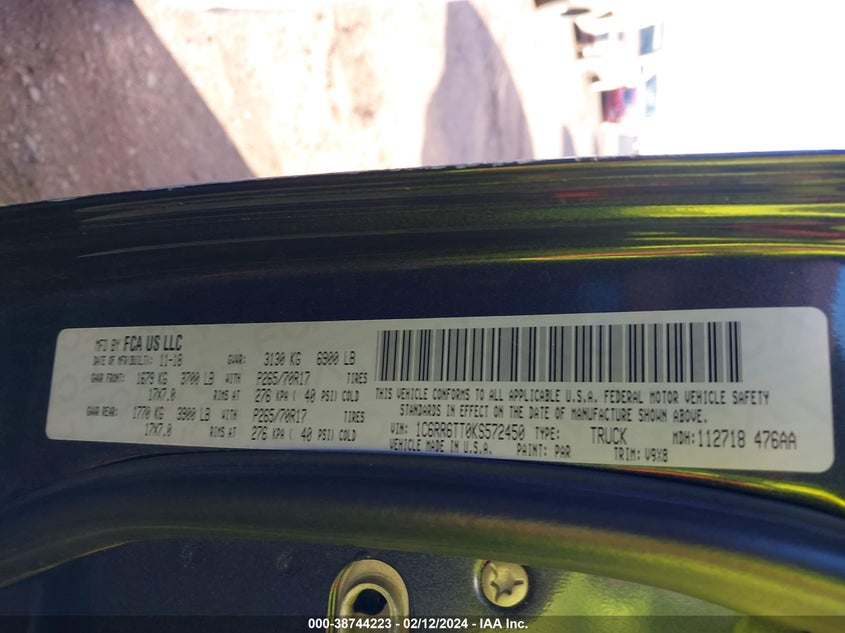 MFD BY FCA US LLC
DATE OF MFR(BUILT): 11-18 GVWR: 3130 KG 6900 LB
GAWR FRONT: 1679 KG 3700 LB WITH P265/70R17 TIRES
17X7.0 RIMS AT 276 KPA ( 40 PSI) COLD
GAWR REAR: 1770 KG 3900 LB WITH P265/70R17 TIRES
17X7.0 RIMS AT 276 KPA ( 40 PSI) COLD
THIS VEHICLE CONFORMS TO ALL APPLICABLE U.S.A. FEDERAL MOTOR VEHICLE SAFETY
STANDARDS IN EFFECT ON THE DATE OF MANUFACTURE SHOWN ABOVE.
VIN: 1C6RR6TT0KS572450 TYPE: TRUCK MDH:112718 476AA
VEHICLE MADE IN U.S.A. PAINT: PAR TRIM: V9X8
000-38744223 - 02/12/2024 - IAA Inc.